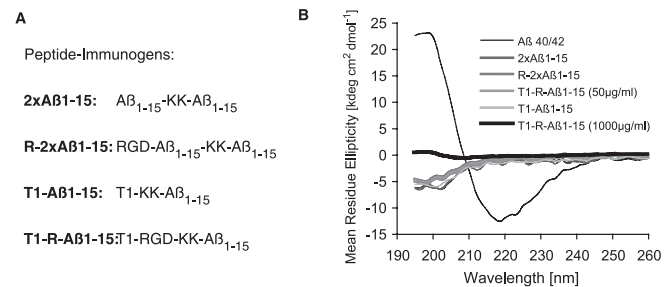 A
Peptide-Immunogens:
2xAß1-15: Aß1-15-KK-Aß1-15
R-2xAß1-15: RGD-Aß1-15-KK-Aß1-15
T1-Aß1-15: T1-KK-Aß1-15
T1-R-Aß1-15: T1-RGD-KK-Aß1-15
B
Mean Residue Ellipticity [kdeg cm2 dmol-1]
25
20
15
10
5
0
-5
-10
-15
Aß 40/42
2xAß1-15
R-2xAß1-15
T1-R-Aß1-15 (50µg/ml)
T1-Aß1-15
T1-R-Aß1-15 (1000µg/ml)
190 200 210 220 230 240 250 260
Wavelength [nm]